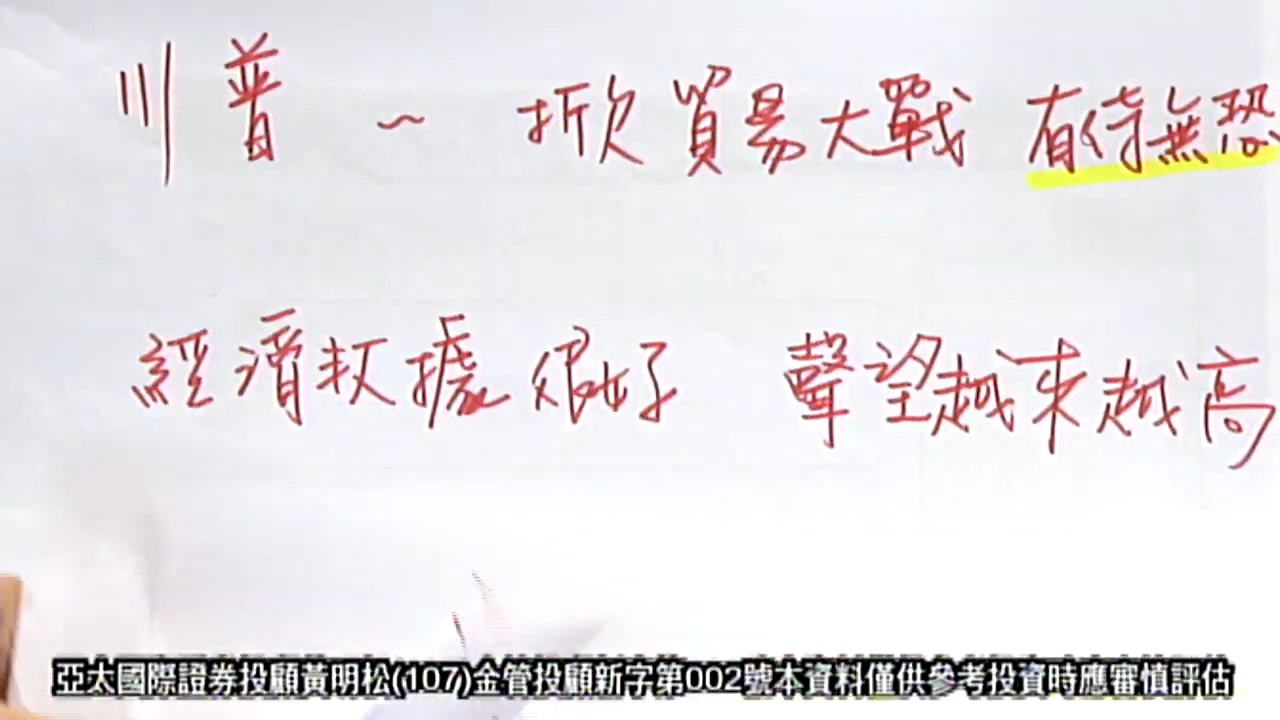 川普~掀貿易大戰 有恃無恐
經濟数據很好 聲望越來越高
亞太國際證券投顧黃明松(107)金管投顧新字第002號本資料僅供參考投資時應審慎評估